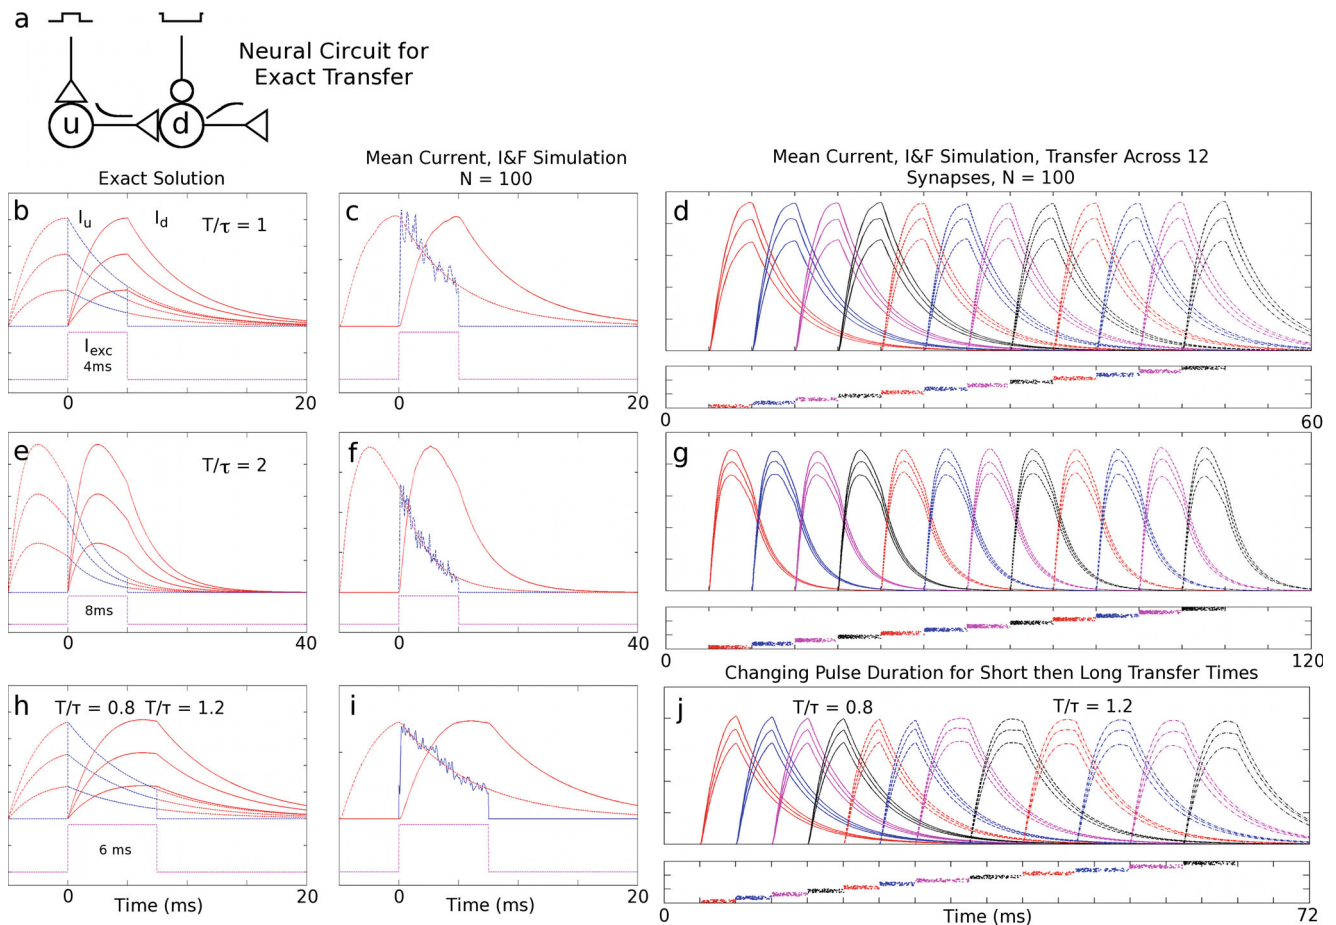 a
Neural Circuit for
Exact Transfer
u
d
Exact Solution
Mean Current, I&F Simulation
N = 100
Mean Current, I&F Simulation, Transfer Across 12
Synapses, N = 100
b
I_u
I_d
T/τ = 1
I_exc
4ms
0
20
c
0
20
d
0
60
e
T/τ = 2
8ms
0
40
f
0
40
g
0
120
Changing Pulse Duration for Short then Long Transfer Times
h
T/τ = 0.8 T/τ = 1.2
6 ms
0
20
Time (ms)
i
0
20
Time (ms)
j
T/τ = 0.8
T/τ = 1.2
0
72
Time (ms)